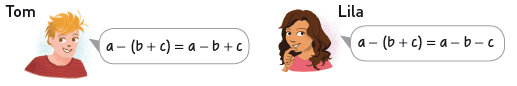 Tom
a – (b + c) = a – b + c
Lila
a – (b + c) = a – b – c